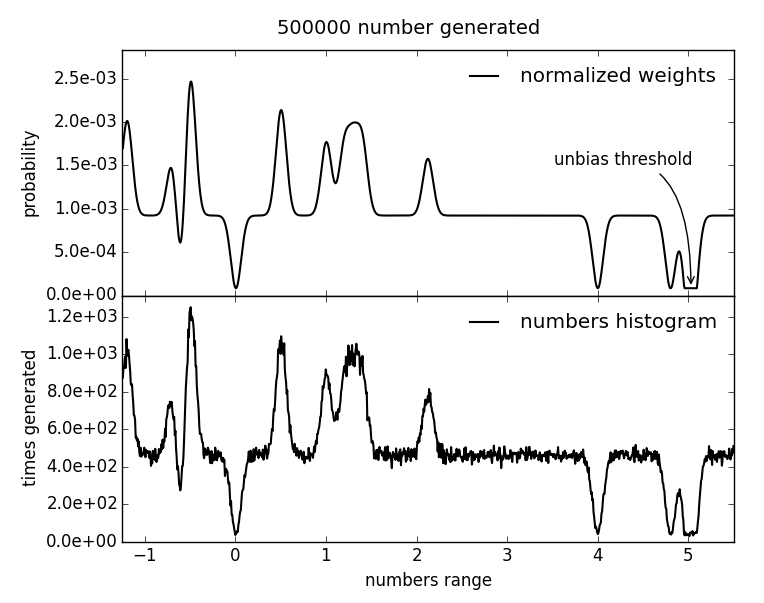 500000 number generated
2.5e-03
2.0e-03
1.5e-03
1.0e-03
5.0e-04
0.0e+00
probability
normalized weights
unbias threshold
1.2e+03
1.0e+03
8.0e+02
6.0e+02
4.0e+02
2.0e+02
0.0e+00
times generated
numbers histogram
−1 0 1 2 3 4 5
numbers range